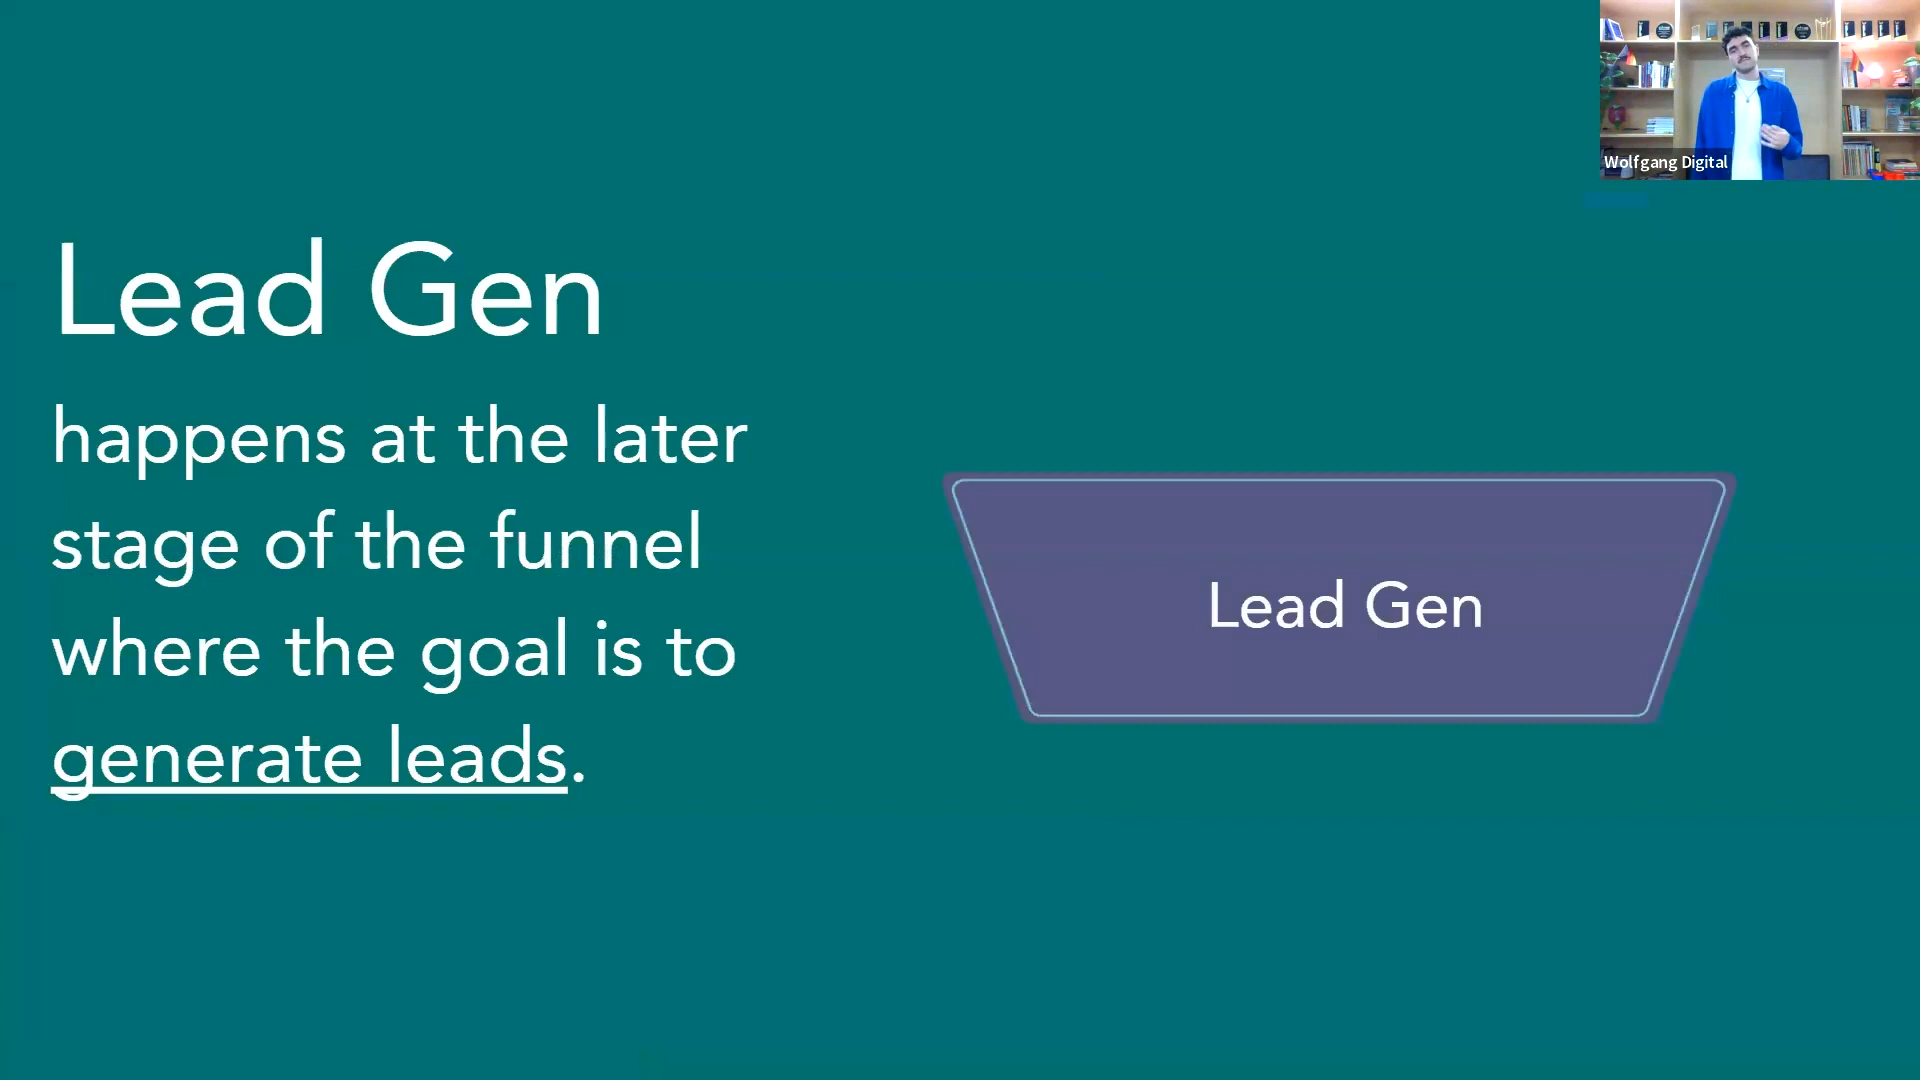 Wolfgang Digital
Lead Gen
happens at the later
stage of the funnel
where the goal is to
generate leads.
Lead Gen